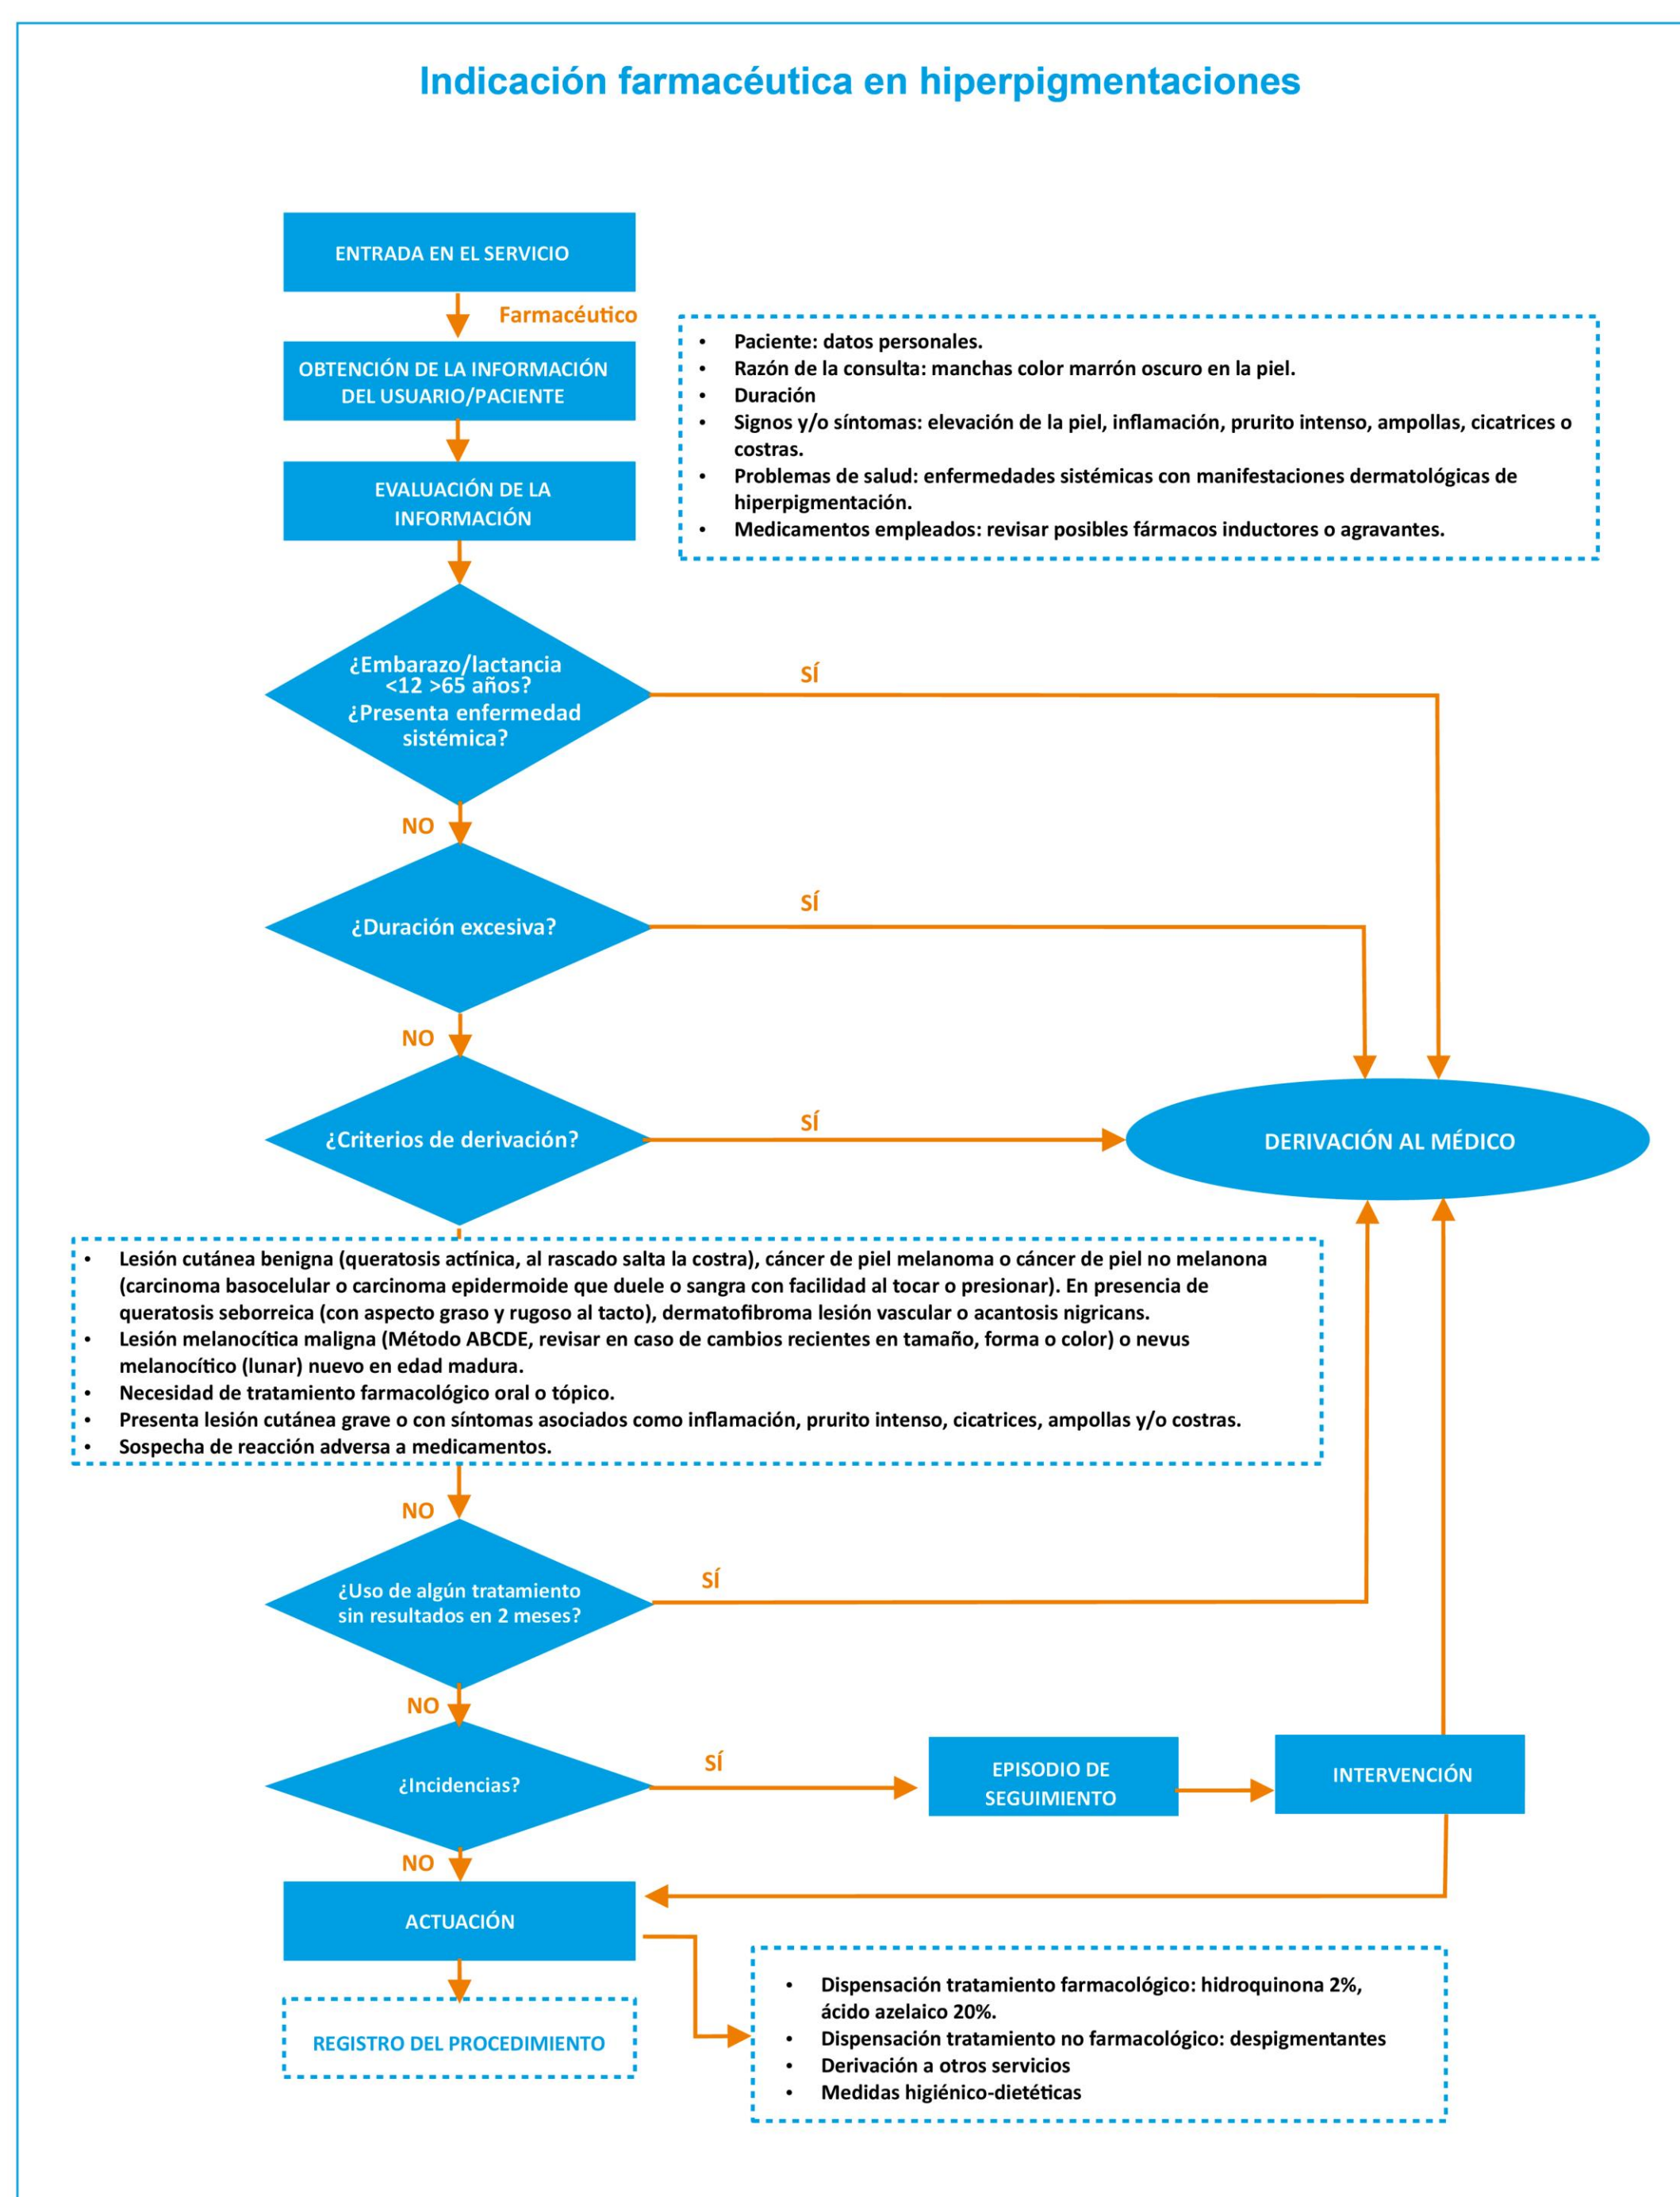 Indicación farmacéutica en hiperpigmentaciones
ENTRADA EN EL SERVICIO
Farmacéutico
OBTENCIÓN DE LA INFORMACIÓN
DEL USUARIO/PACIENTE
• Paciente: datos personales.
• Razón de la consulta: manchas color marrón oscuro en la piel.
• Duración
• Signos y/o síntomas: elevación de la piel, inflamación, prurito intenso, ampollas, cicatrices o
costras.
• Problemas de salud: enfermedades sistémicas con manifestaciones dermatológicas de
hiperpigmentación.
• Medicamentos empleados: revisar posibles fármacos inductores o agravantes.
EVALUACIÓN DE LA
INFORMACIÓN
¿Embarazo/lactancia
<12 >65 años?
¿Presenta enfermedad
sistémica?
SÍ
NO
¿Duración excesiva?
SÍ
NO
¿Criterios de derivación?
SÍ
DERIVACIÓN AL MÉDICO
• Lesión cutánea benigna (queratosis actínica, al rascado salta la costra), cáncer de piel melanoma o cáncer de piel no melanona
(carcinoma basocelular o carcinoma epidermoide que duele o sangra con facilidad al tocar o presionar). En presencia de
queratosis seborreica (con aspecto graso y rugoso al tacto), dermatofibroma lesión vascular o acantosis nigricans.
• Lesión melanocítica maligna (Método ABCDE, revisar en caso de cambios recientes en tamaño, forma o color) o nevus
melanocítico (lunar) nuevo en edad madura.
• Necesidad de tratamiento farmacológico oral o tópico.
• Presenta lesión cutánea grave o con síntomas asociados como inflamación, prurito intenso, cicatrices, ampollas y/o costras.
• Sospecha de reacción adversa a medicamentos.
NO
¿Uso de algún tratamiento
sin resultados en 2 meses?
SÍ
NO
¿Incidencias?
SÍ
EPISODIO DE
SEGUIMIENTO
INTERVENCIÓN
NO
ACTUACIÓN
REGISTRO DEL PROCEDIMIENTO
• Dispensación tratamiento farmacológico: hidroquinona 2%,
ácido azelaico 20%.
• Dispensación tratamiento no farmacológico: despigmentantes
• Derivación a otros servicios
• Medidas higiénico-dietéticas